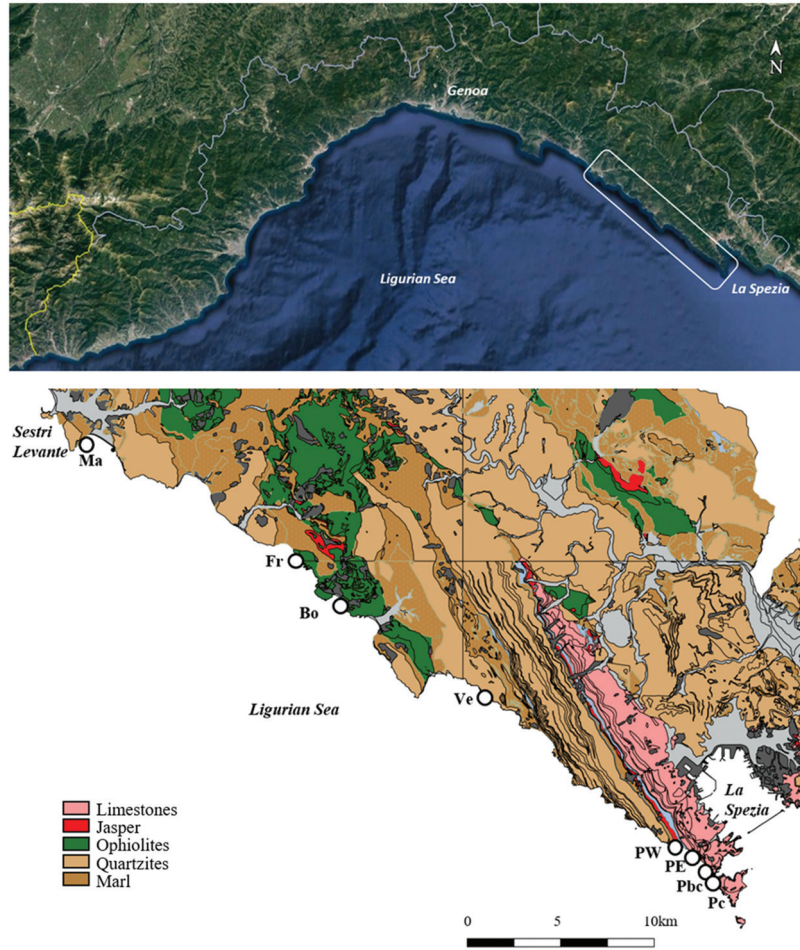 N
Genoa
Ligurian Sea
La Spezia
Sestri
Levante
Ma
Fr
Bo
Ve
Ligurian Sea
La
Spezia
Limestones
Jasper
Ophiolites
Quartzites
Marl
PW
PE
Pbc
Pc
0 5 10km